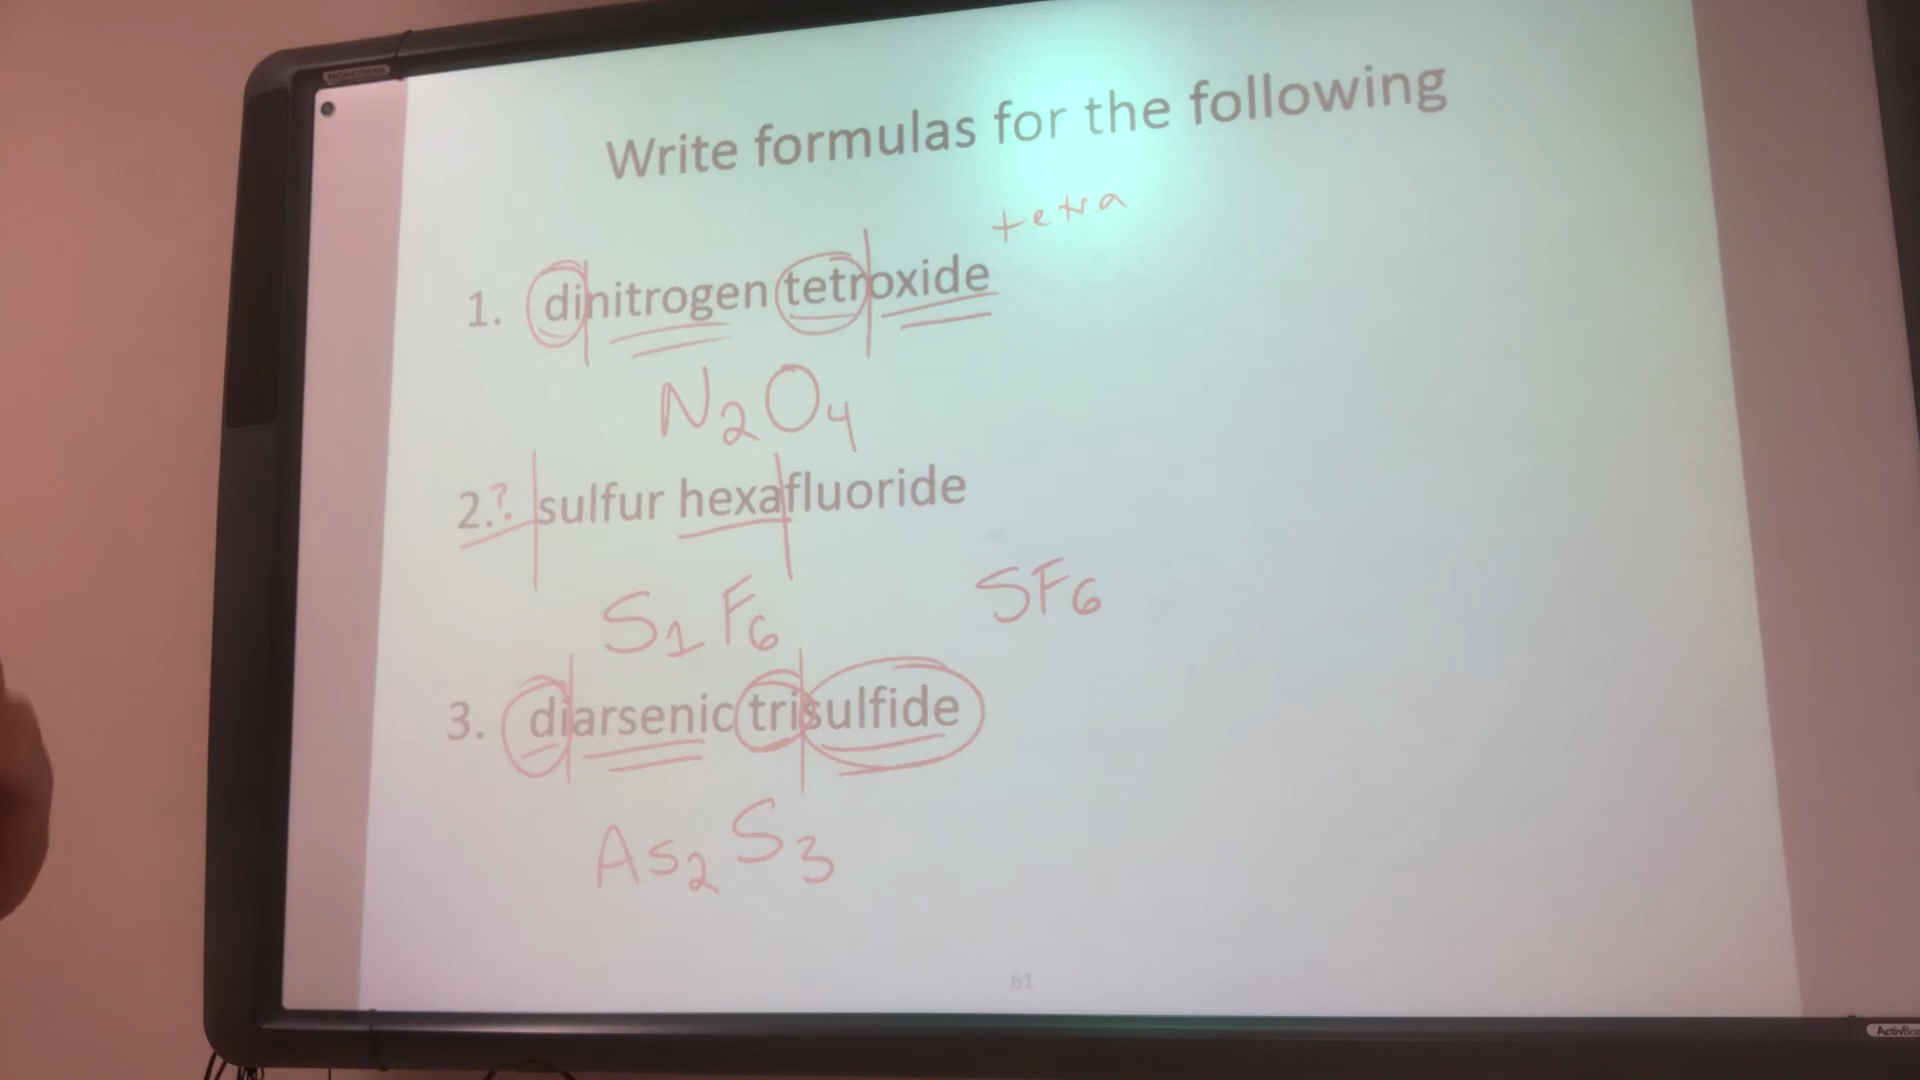 PROMETHEAN
Write formulas for the following
tetra
1. dinitrogen tetroxide
N2O4
2.? sulfur hexafluoride
S1F6 SF6
3. diarsenic trisulfide
As2S3
61